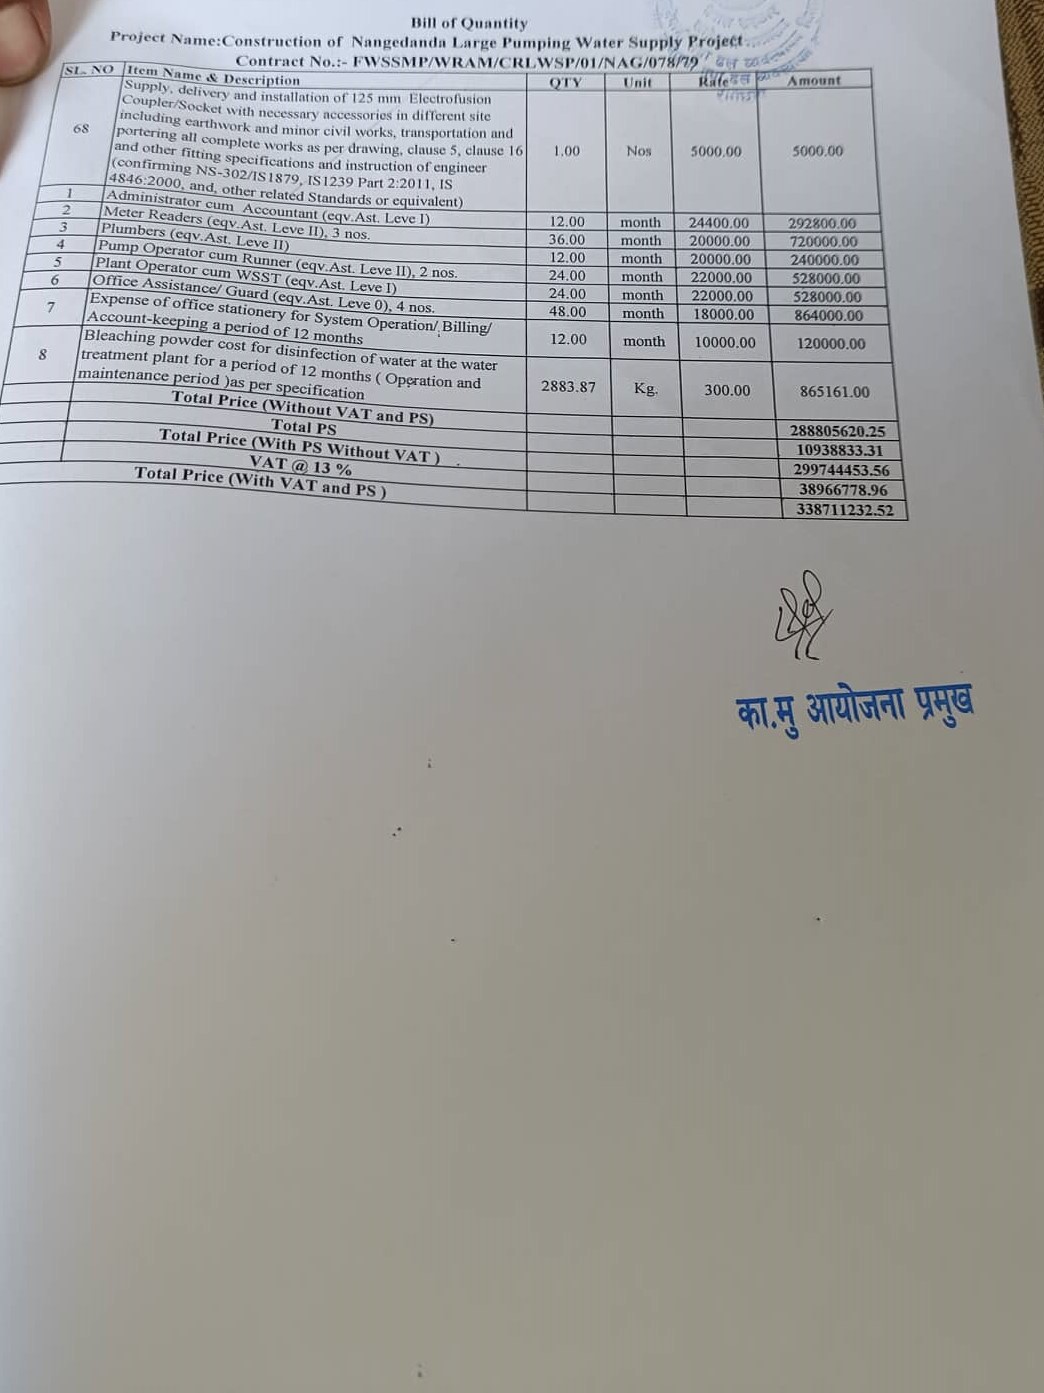 Bill of Quantity
Project Name:Construction of Nangedanda Large Pumping Water Supply Project
Contract No.:- FWSSMP/WRAM/CRLWSP/01/NAG/078/79
SL. NO Item Name & Description QTY Unit Rate Amount
Supply, delivery and installation of 125 mm Electrofusion
Coupler/Socket with necessary accessories in different site
including earthwork and minor civil works, transportation and
68 portering all complete works as per drawing, clause 5, clause 16 1.00 Nos 5000.00 5000.00
and other fitting specifications and instruction of engineer
(confirming NS-302/IS1879, IS1239 Part 2:2011, IS
4846:2000, and, other related Standards or equivalent)
1 Administrator cum Accountant (eqv.Ast. Leve I) 12.00 month 24400.00 292800.00
2 Meter Readers (eqv.Ast. Leve II), 3 nos. 36.00 month 20000.00 720000.00
3 Plumbers (eqv.Ast. Leve II) 12.00 month 20000.00 240000.00
4 Pump Operator cum Runner (eqv.Ast. Leve II), 2 nos. 24.00 month 22000.00 528000.00
5 Plant Operator cum WSST (eqv.Ast. Leve I) 24.00 month 22000.00 528000.00
6 Office Assistance/ Guard (eqv.Ast. Leve 0), 4 nos. 48.00 month 18000.00 864000.00
7 Expense of office stationery for System Operation/ Billing/ 12.00 month 10000.00 120000.00
Account-keeping a period of 12 months
Bleaching powder cost for disinfection of water at the water
8 treatment plant for a period of 12 months ( Operation and 2883.87 Kg. 300.00 865161.00
maintenance period )as per specification
Total Price (Without VAT and PS) 288805620.25
Total PS 10938833.31
Total Price (With PS Without VAT ) 299744453.56
VAT @ 13 % 38966778.96
Total Price (With VAT and PS ) 338711232.52
का.मु आयोजना प्रमुख